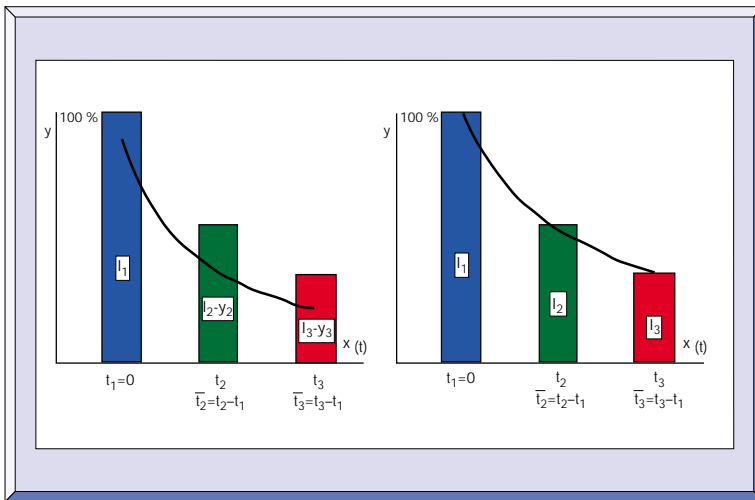 100 %
y
I₁
I₂-y₂
I₃-y₃
x (t)
t₁=0
t₂
t₃
t̅₂=t₂-t₁
t̅₃=t₃-t₁
100 %
y
I₁
I₂
I₃
x (t)
t₁=0
t₂
t₃
t̅₂=t₂-t₁
t̅₃=t₃-t₁